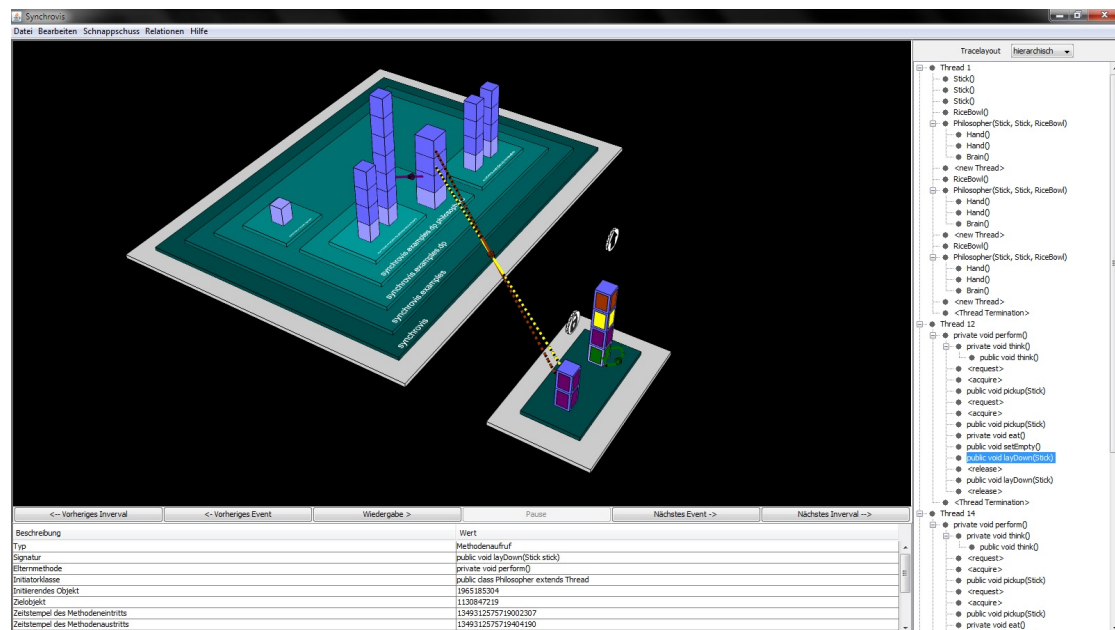 Synchrovis
Datei Bearbeiten Schnappschuss Relationen Hilfe
synchrovis.examples.dp.philosoph
synchrovis.examples.dp
synchrovis.examples
synchrovis
<-- Vorheriges Inverval
<- Vorheriges Event
Wiedergabe >
Pause
Nächstes Event ->
Nächstes Inverval -->
Beschreibung Wert
Typ Methodenaufruf
Signatur public void layDown(Stick stick)
Elternmethode private void perform()
Initiatorklasse public class Philosopher extends Thread
Initiierendes Objekt 1965185304
Zielobjekt 1130847219
Zeitstempel des Methodeneintritts 1349312575719002307
Zeitstempel des Methodenaustritts 1349312575719404190
Tracelayout hierarchisch
Thread 1
Stick()
Stick()
Stick()
RiceBowl()
Philosopher(Stick, Stick, RiceBowl)
Hand()
Hand()
Brain()
<new Thread>
RiceBowl()
Philosopher(Stick, Stick, RiceBowl)
Hand()
Hand()
Brain()
<new Thread>
RiceBowl()
Philosopher(Stick, Stick, RiceBowl)
Hand()
Hand()
Brain()
<new Thread>
<Thread Termination>
Thread 12
private void perform()
private void think()
public void think()
<request>
<acquire>
public void pickup(Stick)
<request>
<acquire>
public void pickup(Stick)
private void eat()
public void setEmpty()
public void layDown(Stick)
<release>
public void layDown(Stick)
<release>
<Thread Termination>
Thread 14
private void perform()
private void think()
public void think()
<request>
<acquire>
public void pickup(Stick)
<request>
<acquire>
public void pickup(Stick)
private void eat()